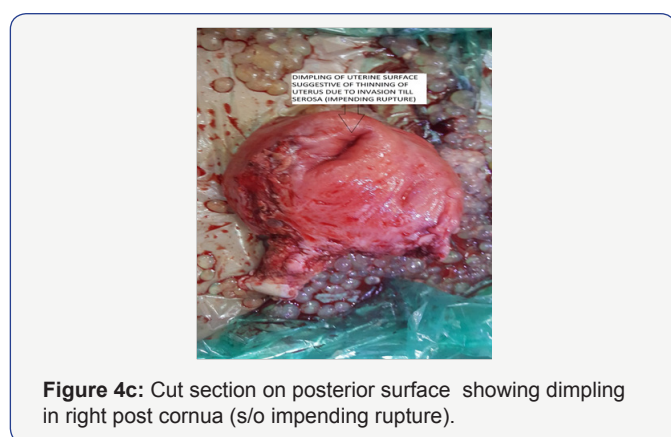 DIMPLING OF UTERINE SURFACE
SUGGESTIVE OF THINNING OF
UTERUS DUE TO INVASION TILL
SEROSA (IMPENDING RUPTURE)
Figure 4c: Cut section on posterior surface showing dimpling
in right post cornua (s/o impending rupture).